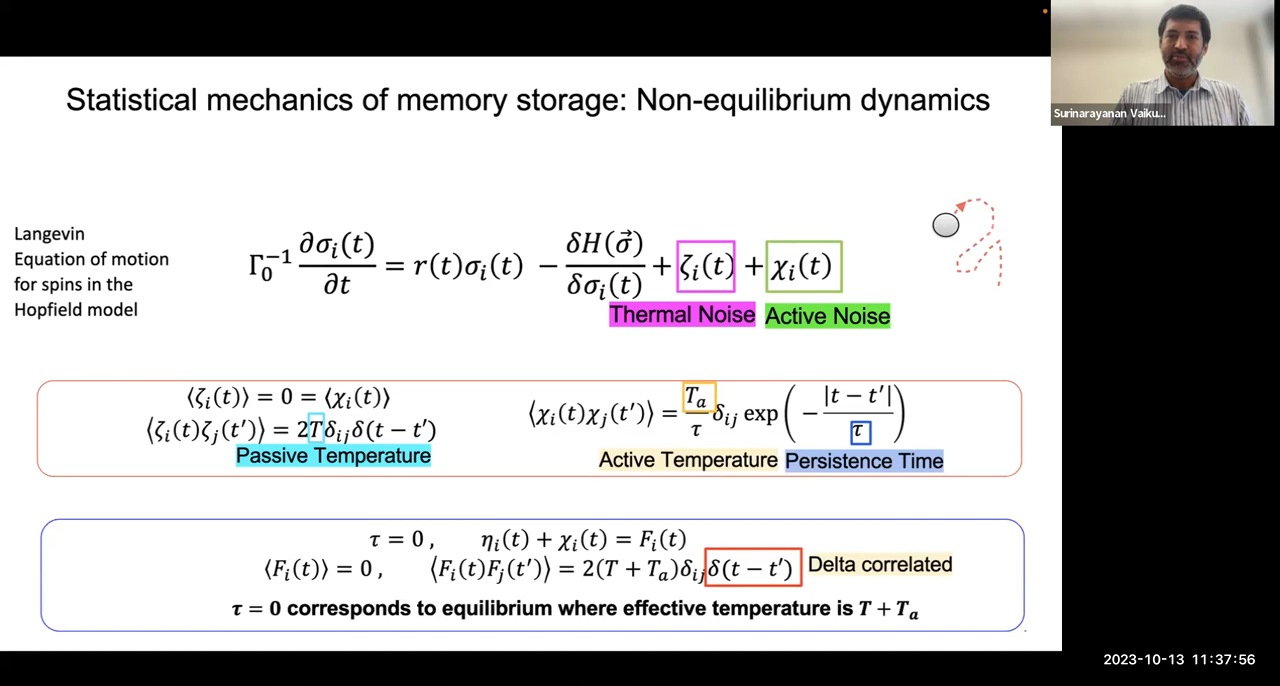 Surinarayanan Vaiku...
Statistical mechanics of memory storage: Non-equilibrium dynamics
Langevin
Equation of motion
for spins in the
Hopfield model
Γ₀⁻¹ ∂σᵢ(t)/∂t = r(t)σᵢ(t) − δH(σ⃗)/δσᵢ(t) + ζᵢ(t) + χᵢ(t)
Thermal Noise Active Noise
⟨ζᵢ(t)⟩ = 0 = ⟨χᵢ(t)⟩
⟨ζᵢ(t)ζⱼ(t′)⟩ = 2Tδᵢⱼδ(t − t′)
Passive Temperature
⟨χᵢ(t)χⱼ(t′)⟩ = Tₐ/τ δᵢⱼ exp(−|t − t′|/τ)
Active Temperature Persistence Time
τ = 0 , ηᵢ(t) + χᵢ(t) = Fᵢ(t)
⟨Fᵢ(t)⟩ = 0 , ⟨Fᵢ(t)Fⱼ(t′)⟩ = 2(T + Tₐ)δᵢⱼδ(t − t′) Delta correlated
τ = 0 corresponds to equilibrium where effective temperature is T + Tₐ
2023-10-13 11:37:56